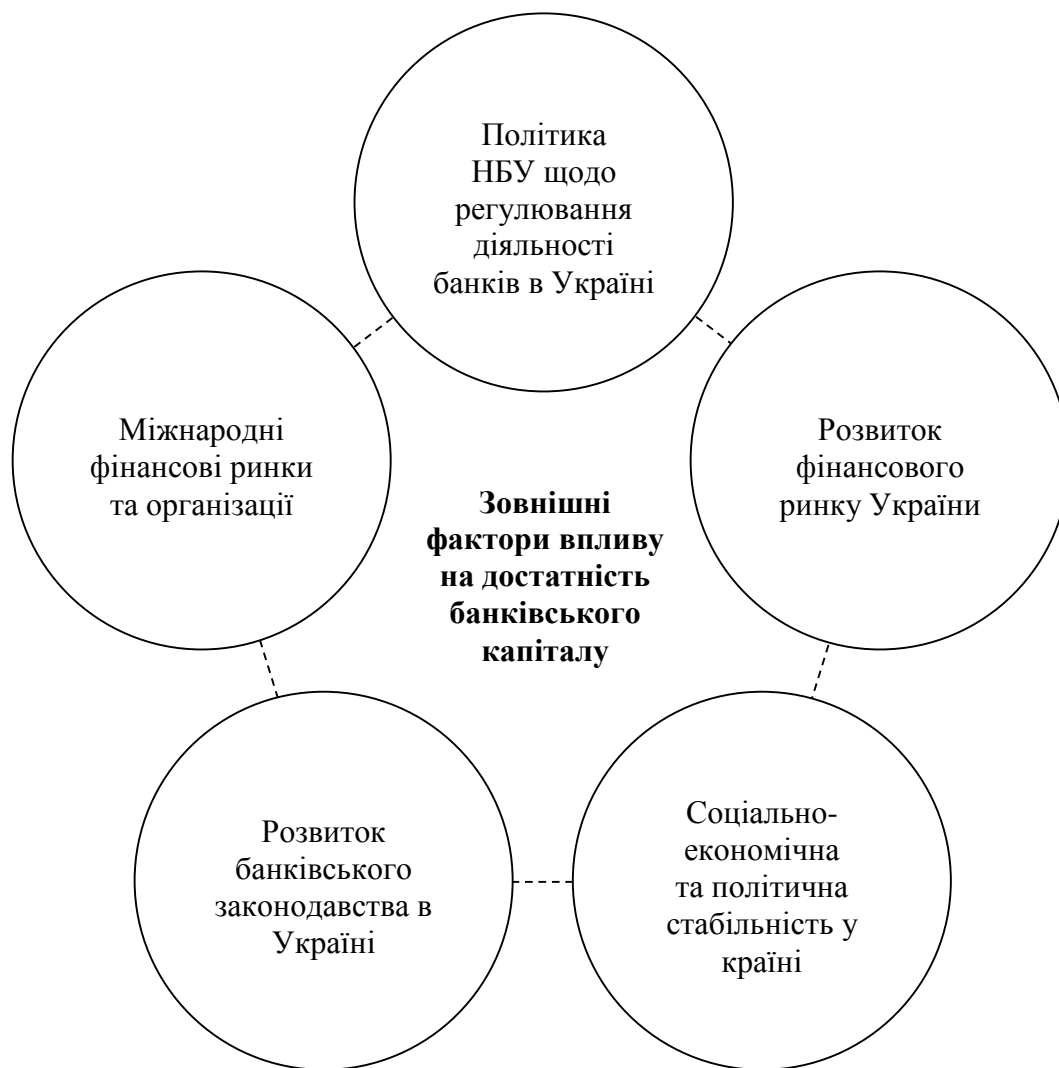 Політика
НБУ щодо
регулювання
діяльності
банків в Україні
Міжнародні
фінансові ринки
та організації
Розвиток
фінансового
ринку України
Зовнішні
фактори впливу
на достатність
банківського
капіталу
Розвиток
банківського
законодавства в
Україні
Соціально-
економічна
та політична
стабільність у
країні